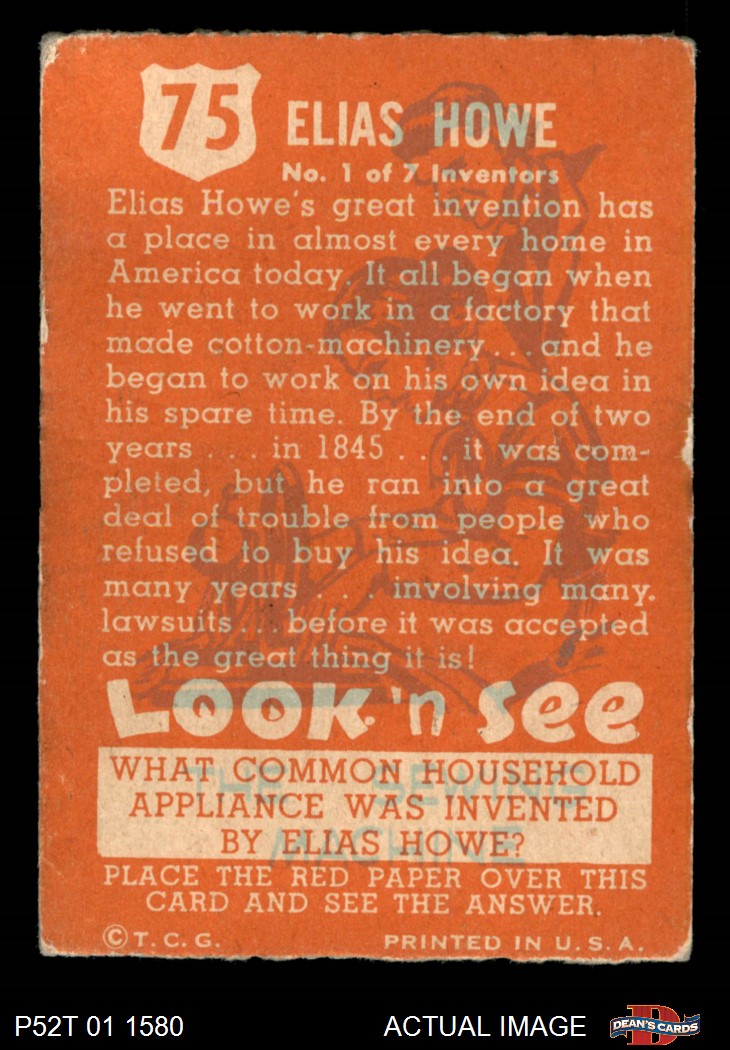 75
ELIAS HOWE
No. 1 of 7 Inventors
Elias Howe's great invention has
a place in almost every home in
America today. It all began when
he went to work in a factory that
made cotton-machinery...and he
began to work on his own idea in
his spare time. By the end of two
years . . . in 1845 . . . it was com-
pleted, but he ran into a great
deal of trouble from people who
refused to buy his idea. It was
many years . . . involving many.
lawsuits...before it was accepted
as the great thing it is!
LOOK 'n See
WHAT COMMON HOUSEHOLD
APPLIANCE WAS INVENTED
BY ELIAS HOWE?
THE SEWING
MACHINE
PLACE THE RED PAPER OVER THIS
CARD AND SEE THE ANSWER.
© T. C. G.
PRINTED IN U. S. A.
P52T 01 1580
ACTUAL IMAGE
D
DEAN'S CARDS